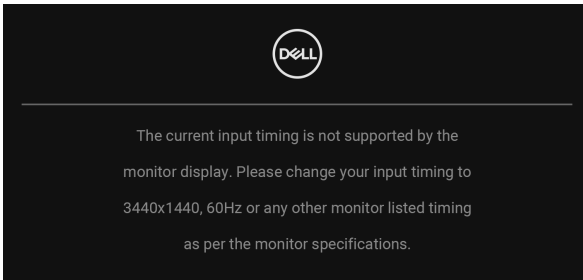 DELL
The current input timing is not supported by the
monitor display. Please change your input timing to
3440x1440, 60Hz or any other monitor listed timing
as per the monitor specifications.